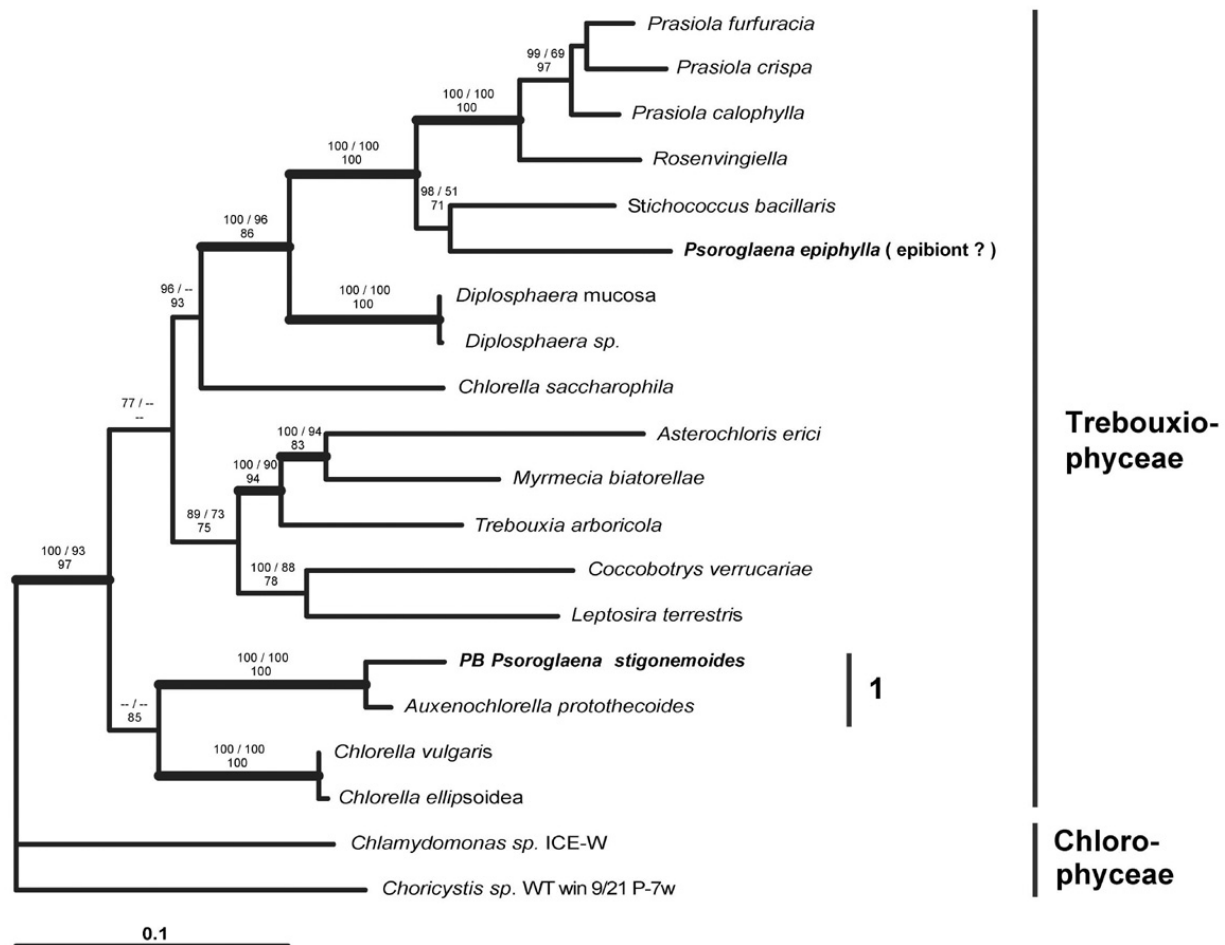 Prasiola furfuracia
99 / 69
97
Prasiola crispa
100 / 100
100
Prasiola calophylla
100 / 100
100
Rosenvingiella
98 / 51
71
Stichococcus bacillaris
100 / 96
86
Psoroglaena epiphylla ( epibiont ? )
96 / --
93
100 / 100
100
Diplosphaera mucosa
Diplosphaera sp.
Chlorella saccharophila
77 / --
--
Trebouxio-
phyceae
100 / 94
83
Asterochloris erici
100 / 90
94
Myrmecia biatorellae
89 / 73
75
Trebouxia arboricola
100 / 93
97
100 / 88
78
Coccobotrys verrucariae
Leptosira terrestris
100 / 100
100
PB Psoroglaena stigonemoides
1
-- / --
85
Auxenochlorella protothecoides
100 / 100
100
Chlorella vulgaris
Chlorella ellipsoidea
Chlamydomonas sp. ICE-W
Chloro-
phyceae
Choricystis sp. WT win 9/21 P-7w
0.1